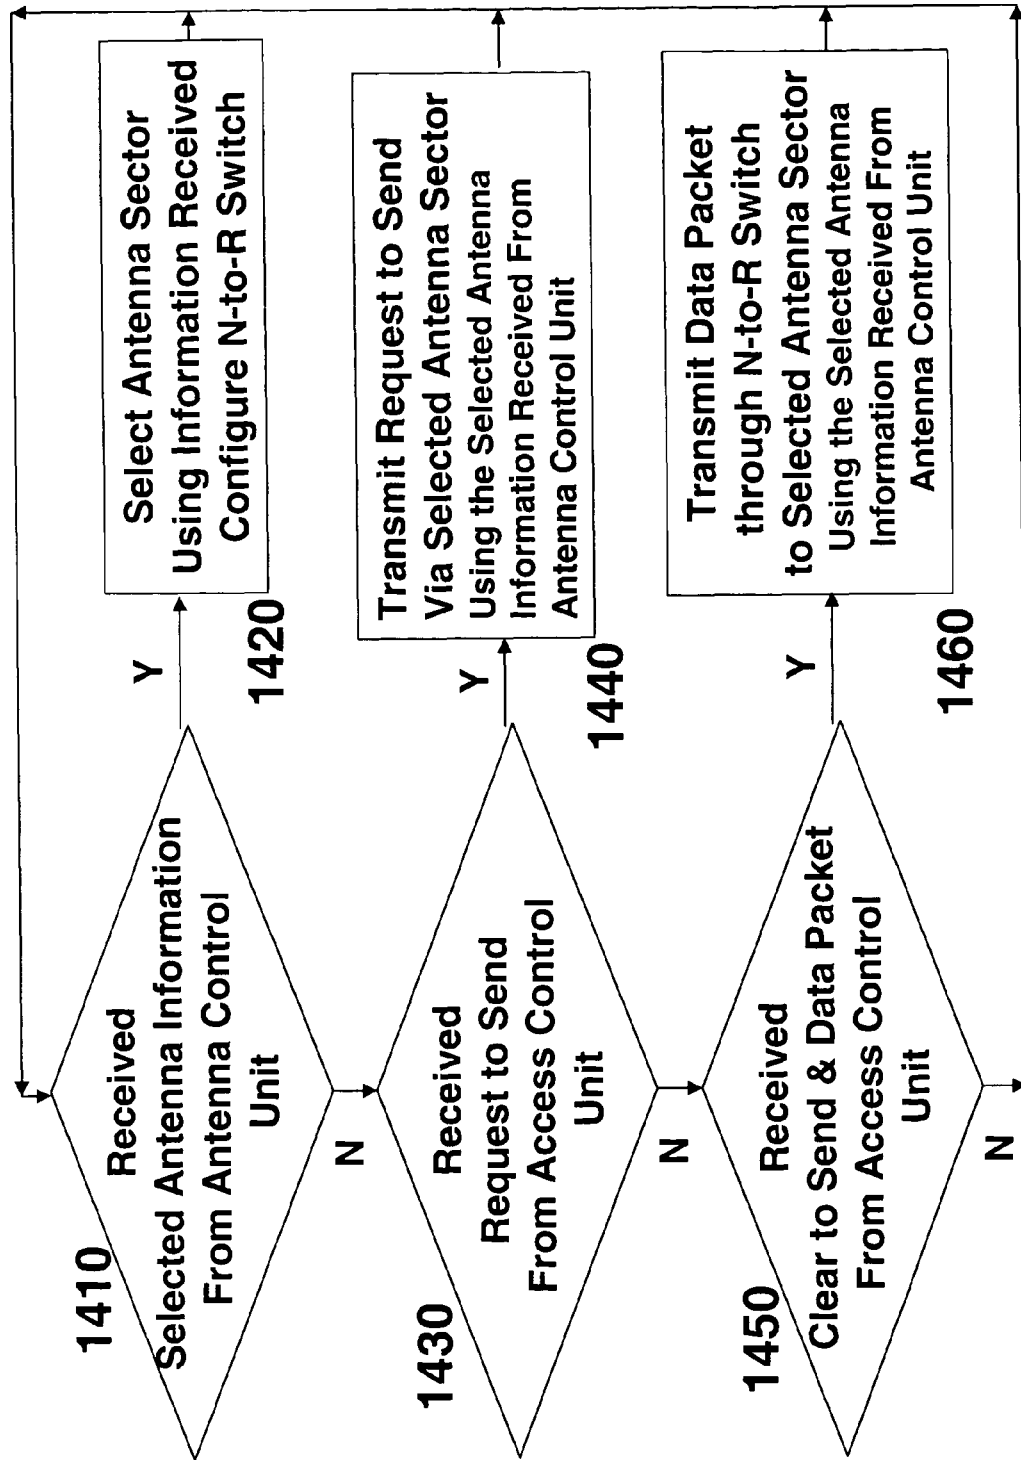 1410
Received
Selected Antenna Information
From Antenna Control
Unit
Y
N
1420
Select Antenna Sector
Using Information Received
Configure N-to-R Switch
1430
Received
Request to Send
From Access Control
Unit
Y
N
1440
Transmit Request to Send
Via Selected Antenna Sector
Using the Selected Antenna
Information Received From
Antenna Control Unit
1450
Received
Clear to Send & Data Packet
From Access Control
Unit
Y
N
1460
Transmit Data Packet
through N-to-R Switch
to Selected Antenna Sector
Using the Selected Antenna
Information Received From
Antenna Control Unit